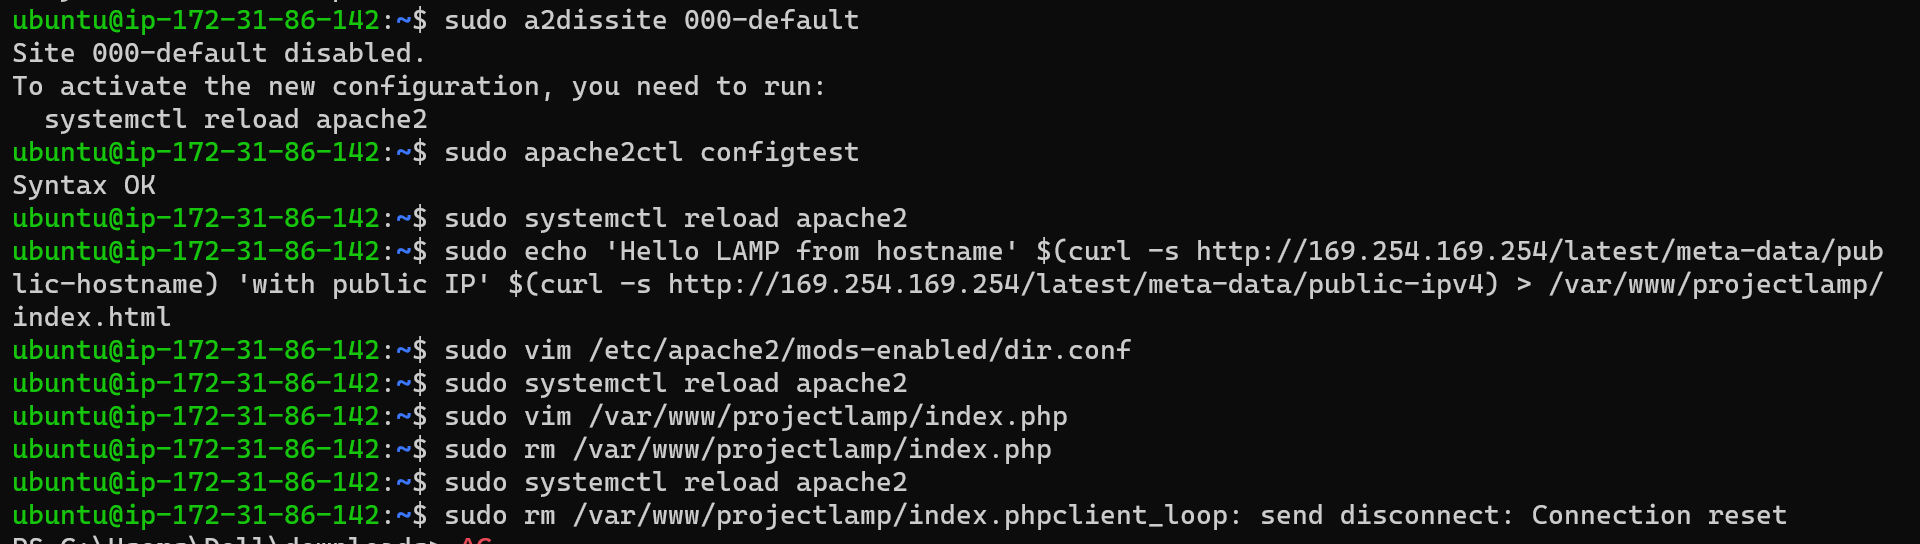 ubuntu@ip-172-31-86-142:~$ sudo a2dissite 000-default
Site 000-default disabled.
To activate the new configuration, you need to run:
  systemctl reload apache2
ubuntu@ip-172-31-86-142:~$ sudo apache2ctl configtest
Syntax OK
ubuntu@ip-172-31-86-142:~$ sudo systemctl reload apache2
ubuntu@ip-172-31-86-142:~$ sudo echo 'Hello LAMP from hostname' $(curl -s http://169.254.169.254/latest/meta-data/pub
lic-hostname) 'with public IP' $(curl -s http://169.254.169.254/latest/meta-data/public-ipv4) > /var/www/projectlamp/
index.html
ubuntu@ip-172-31-86-142:~$ sudo vim /etc/apache2/mods-enabled/dir.conf
ubuntu@ip-172-31-86-142:~$ sudo systemctl reload apache2
ubuntu@ip-172-31-86-142:~$ sudo vim /var/www/projectlamp/index.php
ubuntu@ip-172-31-86-142:~$ sudo rm /var/www/projectlamp/index.php
ubuntu@ip-172-31-86-142:~$ sudo systemctl reload apache2
ubuntu@ip-172-31-86-142:~$ sudo rm /var/www/projectlamp/index.phpclient_loop: send disconnect: Connection reset
PS C:\Users\Dell\downloads> ^C